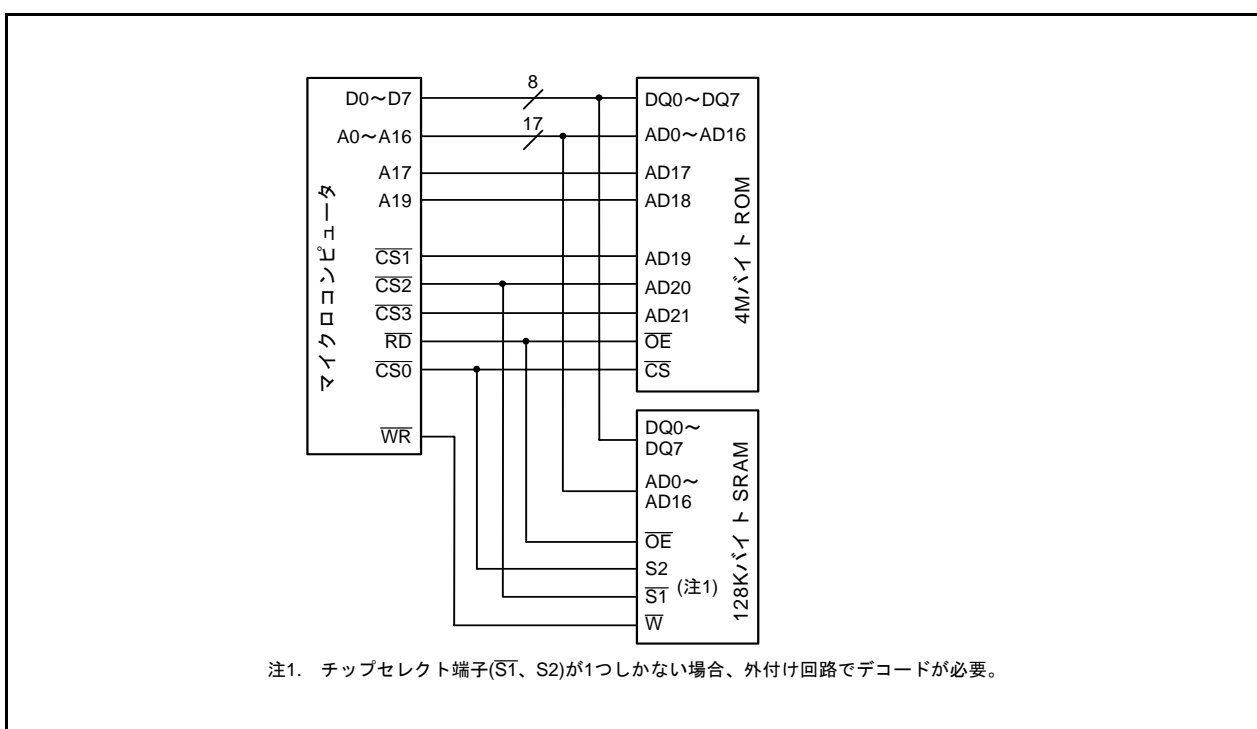 マイクロコンピュータ
D0～D7
A0～A16
A17
A19
CS1
CS2
CS3
RD
CS0
WR
8
17
DQ0～DQ7
AD0～AD16
AD17
AD18
AD19
AD20
AD21
OE
CS
4Mバイト ROM
DQ0～
DQ7
AD0～
AD16
OE
S2
S1 (注1)
W
128Kバイト SRAM
注1. チップセレクト端子(S1、S2)が1つしかない場合、外付け回路でデコードが必要。